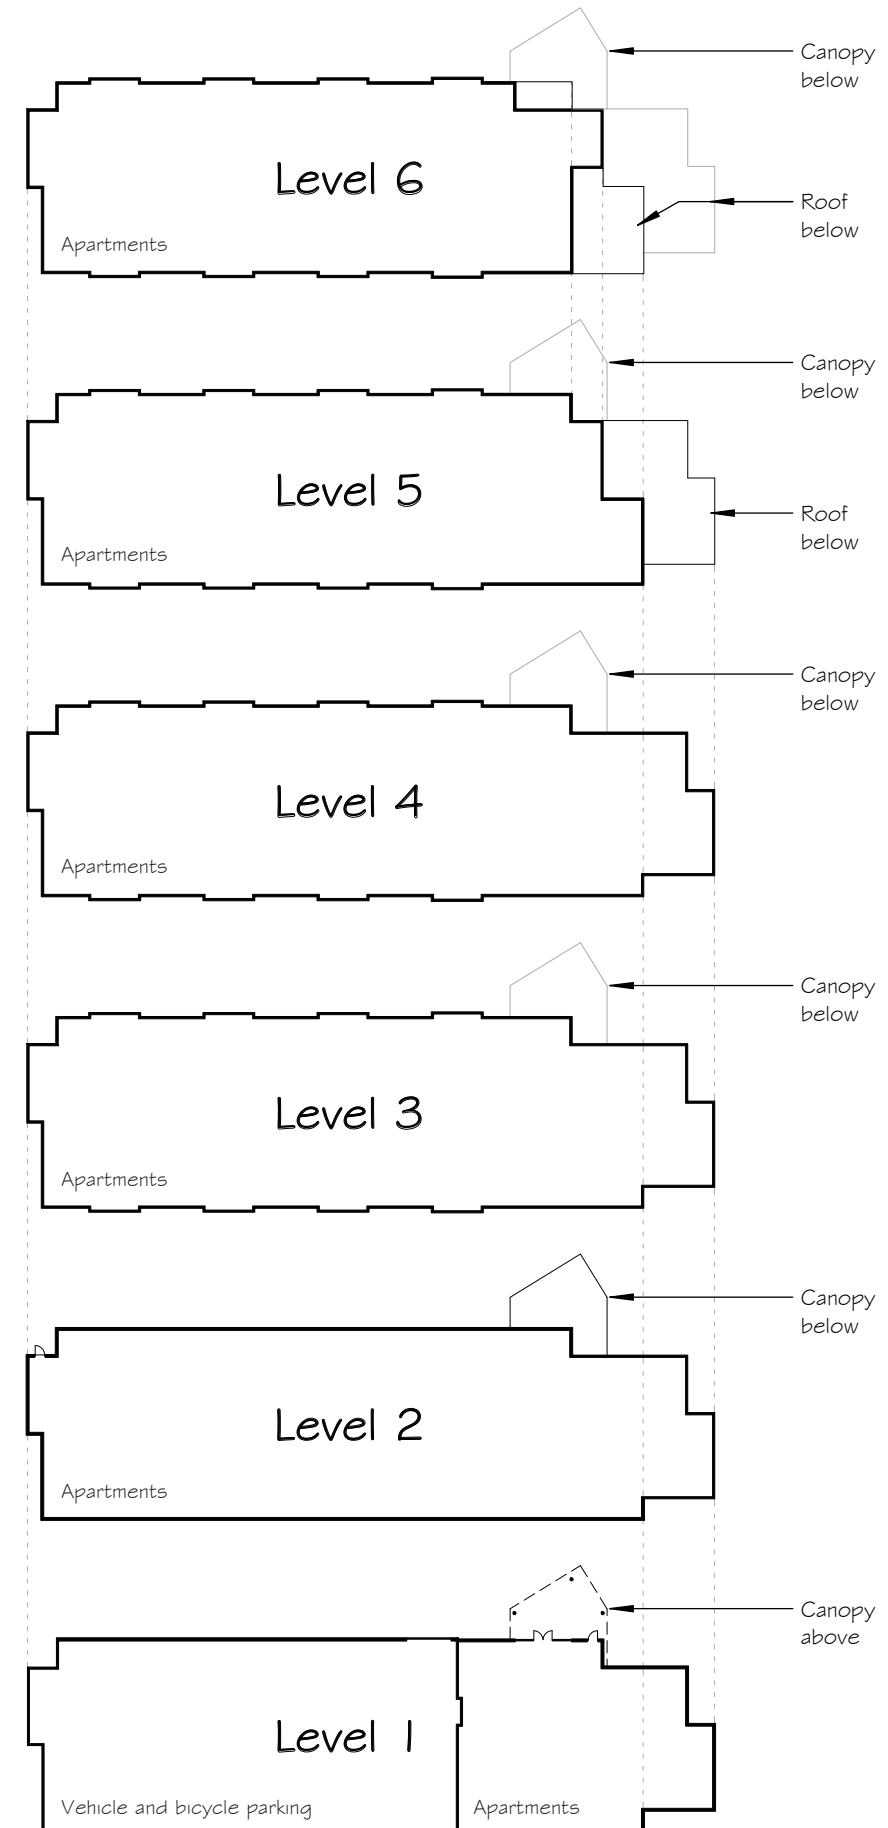 Canopy
below
Level 6
Roof
below
Apartments
Canopy
below
Level 5
Roof
below
Apartments
Canopy
below
Level 4
Apartments
Canopy
below
Level 3
Apartments
Canopy
below
Level 2
Apartments
Canopy
above
Level 1
Vehicle and bicycle parking
Apartments